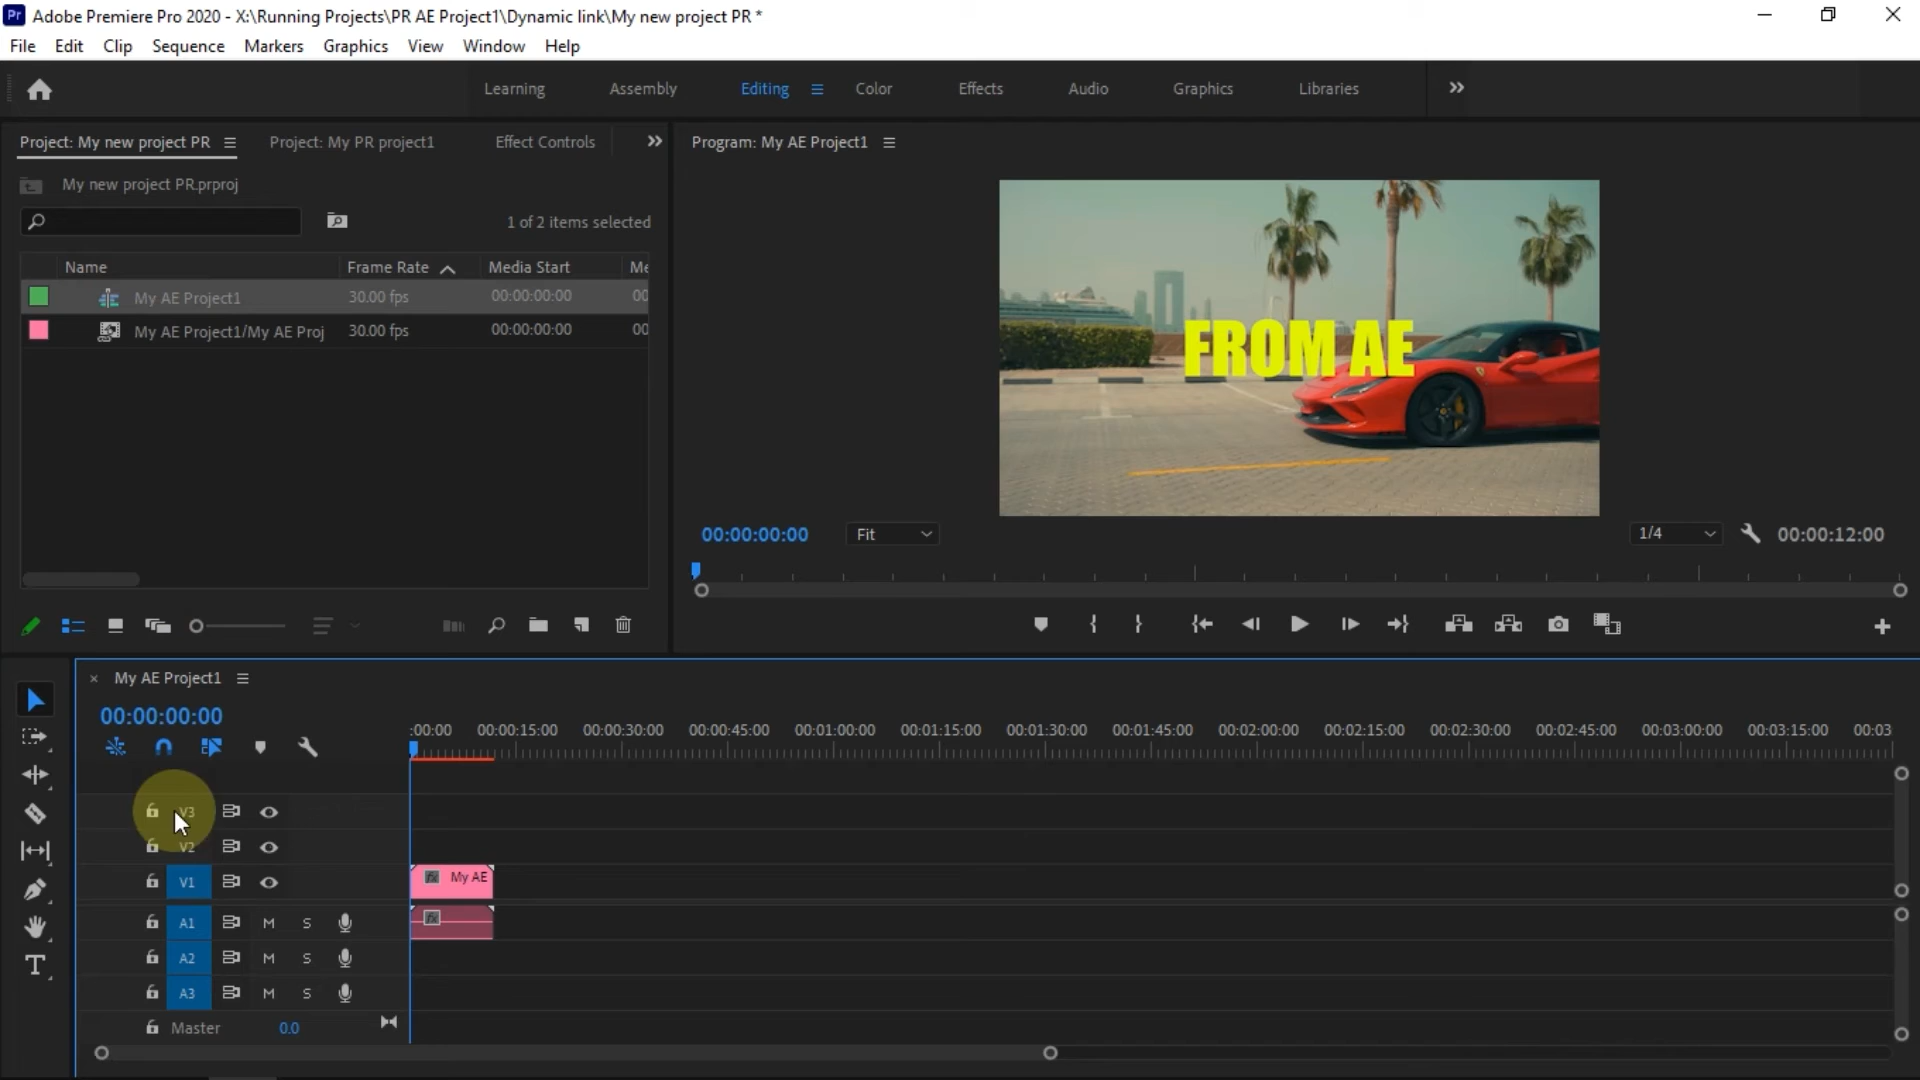 Pr Adobe Premiere Pro 2020 - X:\Running Projects\PR AE Project1\Dynamic link\My new project PR *
File Edit Clip Sequence Markers Graphics View Window Help
Learning Assembly Editing Color Effects Audio Graphics Libraries
Project: My new project PR Project: My PR project1 Effect Controls
Program: My AE Project1
My new project PR.prproj
1 of 2 items selected
Name Frame Rate Media Start Me
My AE Project1 30.00 fps 00:00:00:00 00
My AE Project1/My AE Proj 30.00 fps 00:00:00:00 00
FROM AE
00:00:00:00 Fit 1/4 00:00:12:00
My AE Project1
00:00:00:00
:00:00 00:00:15:00 00:00:30:00 00:00:45:00 00:01:00:00 00:01:15:00 00:01:30:00 00:01:45:00 00:02:00:00 00:02:15:00 00:02:30:00 00:02:45:00 00:03:00:00 00:03:15:00 00:03
V3
V2
V1 fx My AE
A1 M S fx
A2 M S
A3 M S
Master 0.0